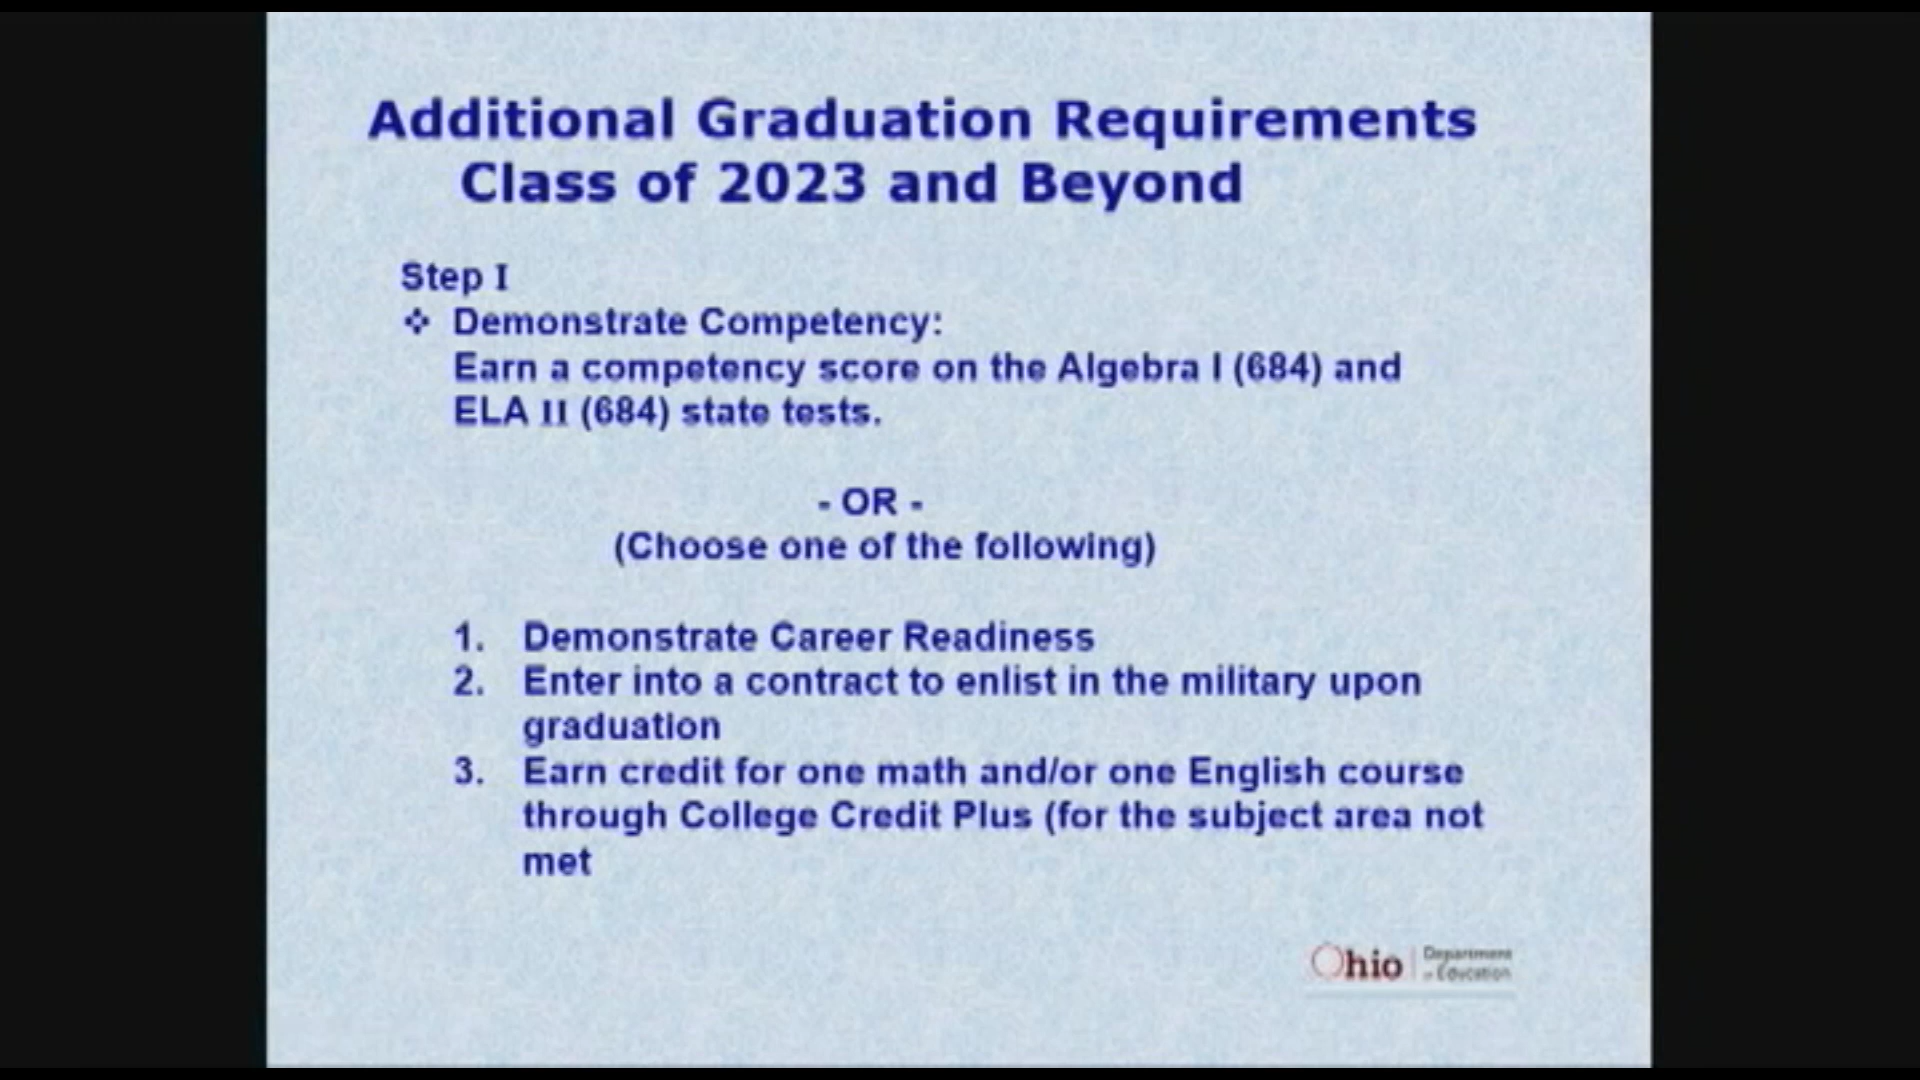 Additional Graduation Requirements
Class of 2023 and Beyond
Step I
❖ Demonstrate Competency:
Earn a competency score on the Algebra I (684) and
ELA II (684) state tests.
- OR -
(Choose one of the following)
1. Demonstrate Career Readiness
2. Enter into a contract to enlist in the military upon
graduation
3. Earn credit for one math and/or one English course
through College Credit Plus (for the subject area not
met
Ohio | Department
of Education